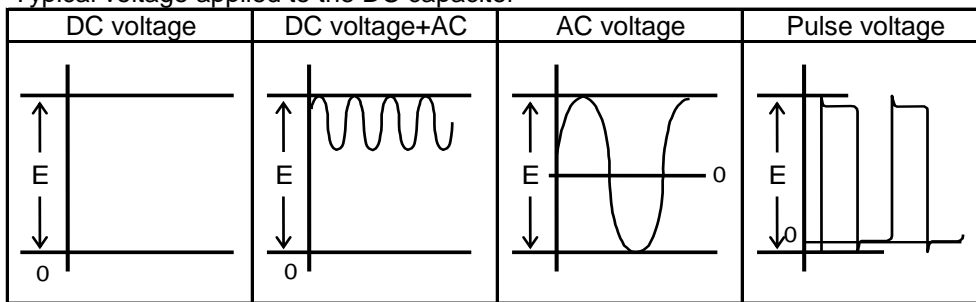 Typical voltage applied to the DC capacitor
DC voltage DC voltage+AC AC voltage Pulse voltage
E E E 0 E
0
0 0